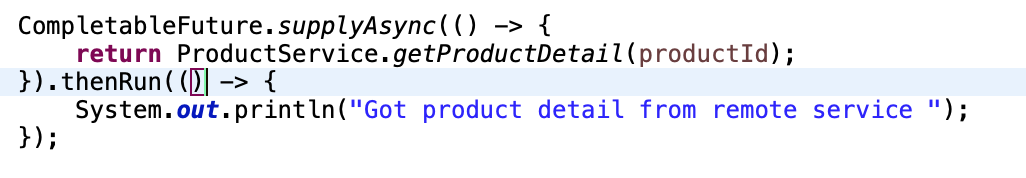 CompletableFuture.supplyAsync(() -> {
    return ProductService.getProductDetail(productId);
}).thenRun(() -> {
    System.out.println("Got product detail from remote service ");
});